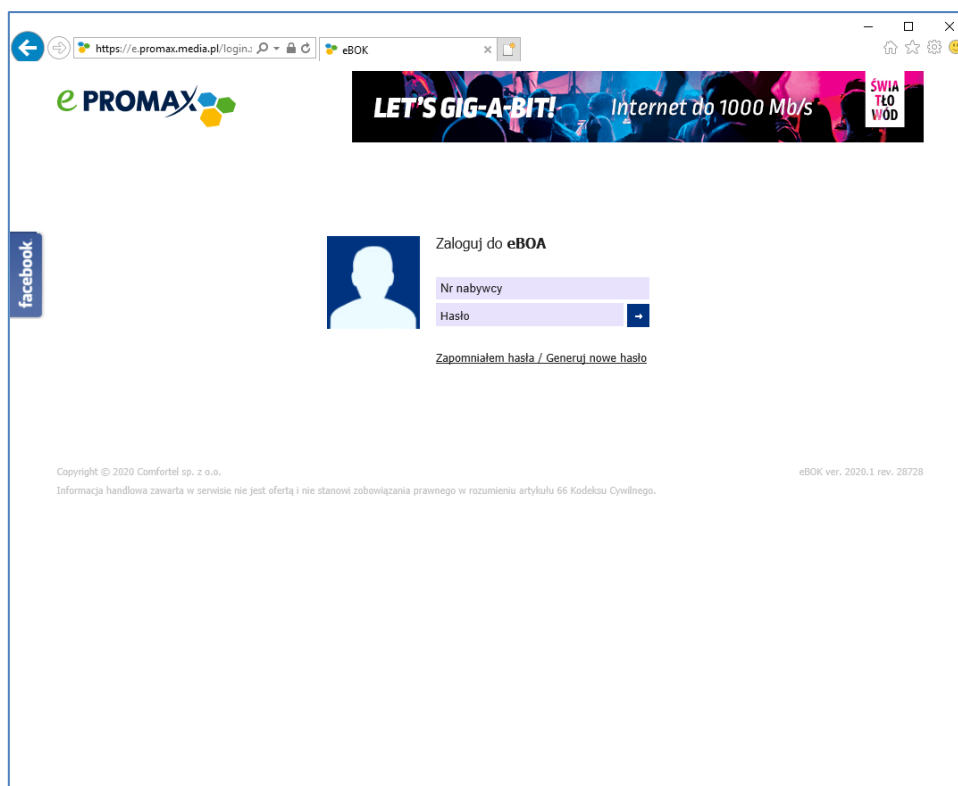 https://e.promax.media.pl/login.:
eBOK
e PROMAX
LET'S GIG-A-BIT!
Internet do 1000 Mb/s
ŚWIA
TŁO
WÓD
facebook
Zaloguj do eBOA
Nr nabywcy
Hasło
Zapomniałem hasła / Generuj nowe hasło
Copyright © 2020 Comfortel sp. z o.o.
eBOK ver. 2020.1 rev. 28728
Informacja handlowa zawarta w serwisie nie jest ofertą i nie stanowi zobowiązania prawnego w rozumieniu artykułu 66 Kodeksu Cywilnego.